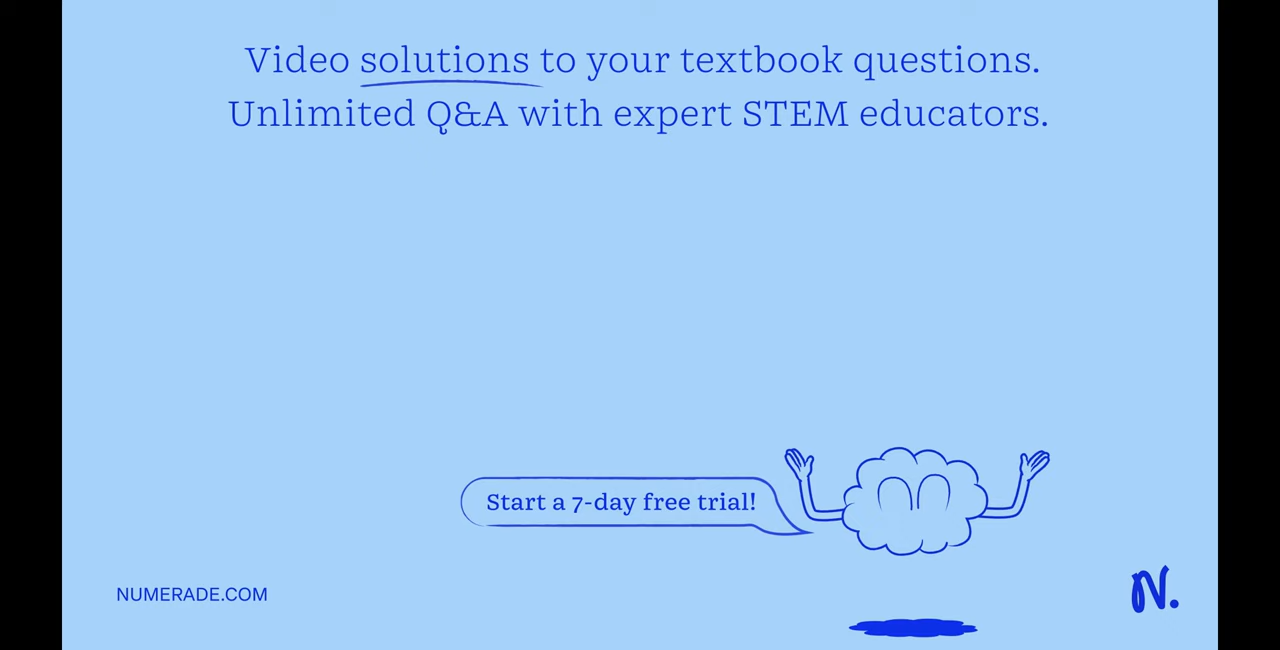 Video solutions to your textbook questions.
Unlimited Q&A with expert STEM educators.
Start a 7-day free trial!
NUMERADE.COM
N.